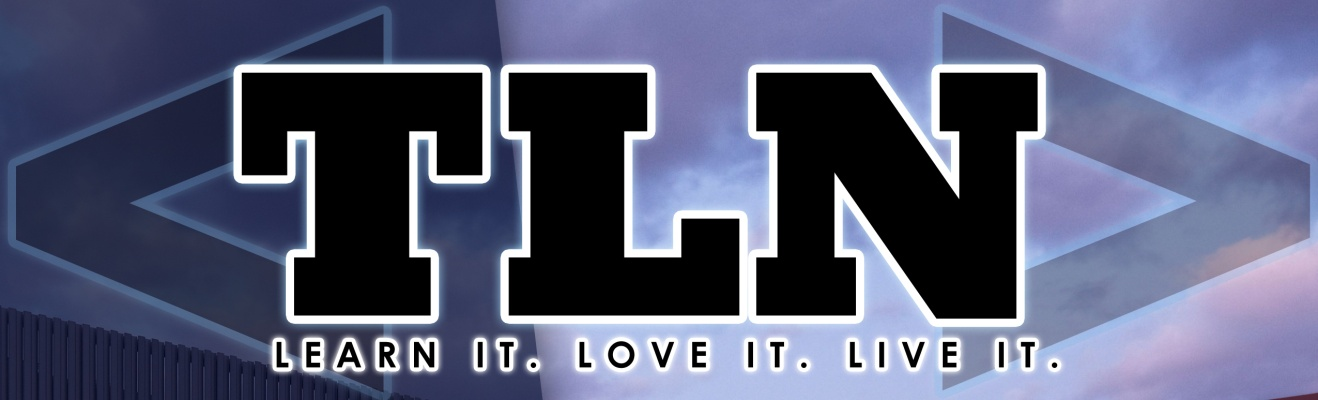 TLN
LEARN IT. LOVE IT. LIVE IT.